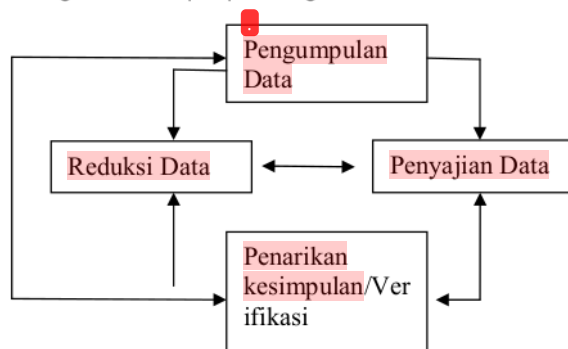 Pengumpulan
Data
Reduksi Data
Penyajian Data
Penarikan
kesimpulan/Ver
ifikasi